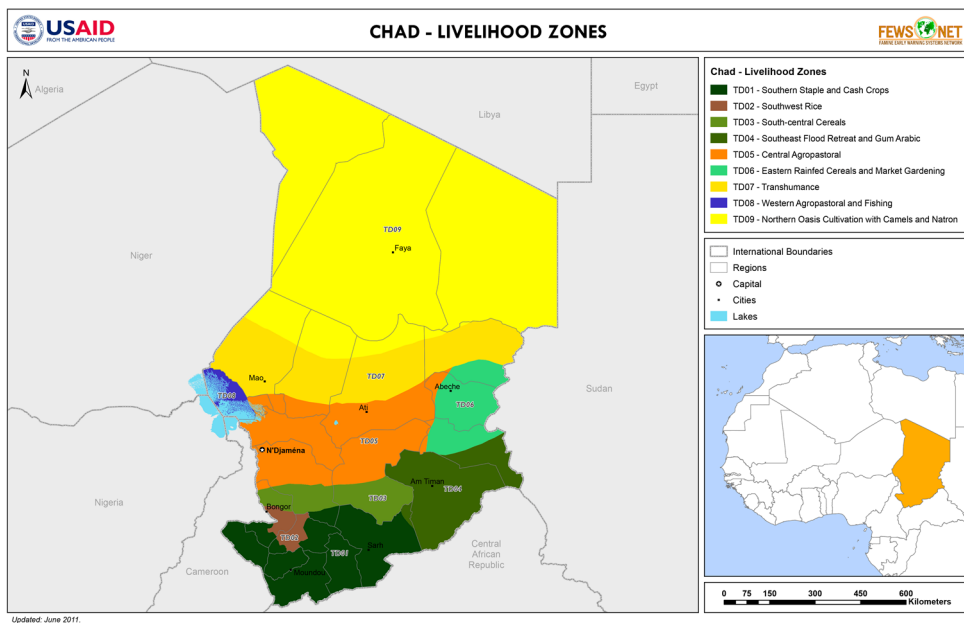 USAID
FROM THE AMERICAN PEOPLE
CHAD - LIVELIHOOD ZONES
FEWS NET
FAMINE EARLY WARNING SYSTEMS NETWORK
N
Algeria
Libya
Egypt
Niger
TD09
Faya
Mao
TD07
Abeche
Sudan
TD08
Ati
TD06
TD05
N'Djaména
Nigeria
Am Timan
TD04
TD03
Bongor
TD02
TD01
Sarh
Moundou
Cameroon
Central
African
Republic
Chad - Livelihood Zones
TD01 - Southern Staple and Cash Crops
TD02 - Southwest Rice
TD03 - South-central Cereals
TD04 - Southeast Flood Retreat and Gum Arabic
TD05 - Central Agropastoral
TD06 - Eastern Rainfed Cereals and Market Gardening
TD07 - Transhumance
TD08 - Western Agropastoral and Fishing
TD09 - Northern Oasis Cultivation with Camels and Natron
International Boundaries
Regions
Capital
Cities
Lakes
0 75 150 300 450 600
Kilometers
Updated: June 2011.